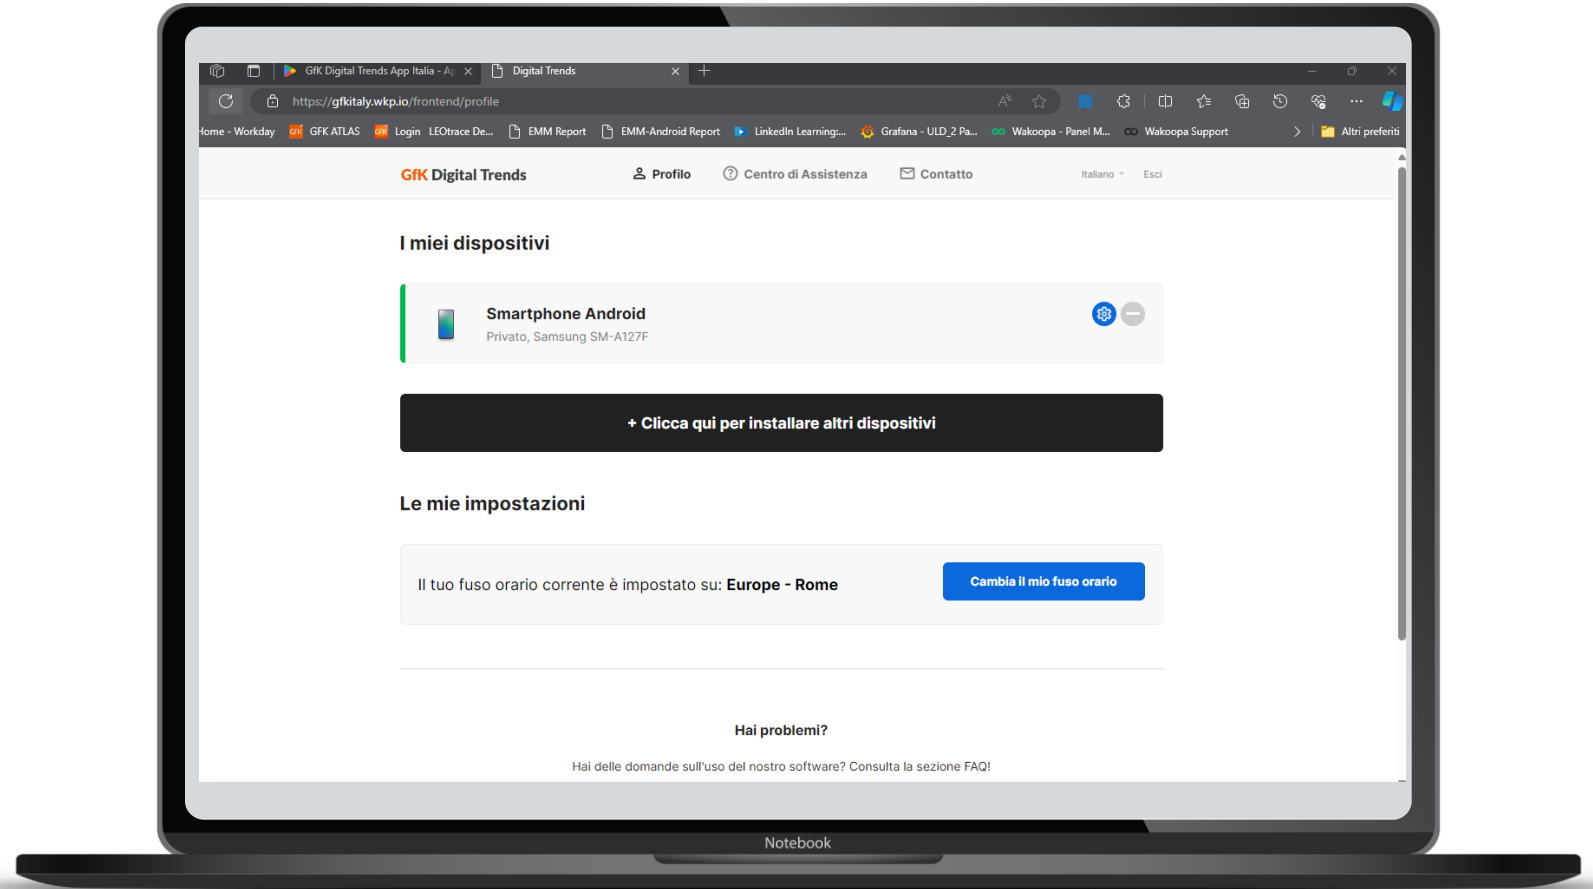 GfK Digital Trends App Italia - Ap
Digital Trends
https://gfkitaly.wkp.io/frontend/profile
Home - Workday GFK ATLAS Login LEOtrace De... EMM Report EMM-Android Report LinkedIn Learning:... Grafana - ULD_2 Pa... Wakoopa - Panel M... Wakoopa Support Altri preferiti
GfK Digital Trends Profilo Centro di Assistenza Contatto Italiano Esci
I miei dispositivi
Smartphone Android
Privato, Samsung SM-A127F
+ Clicca qui per installare altri dispositivi
Le mie impostazioni
Il tuo fuso orario corrente è impostato su: Europe - Rome
Cambia il mio fuso orario
Hai problemi?
Hai delle domande sull'uso del nostro software? Consulta la sezione FAQ!
Notebook